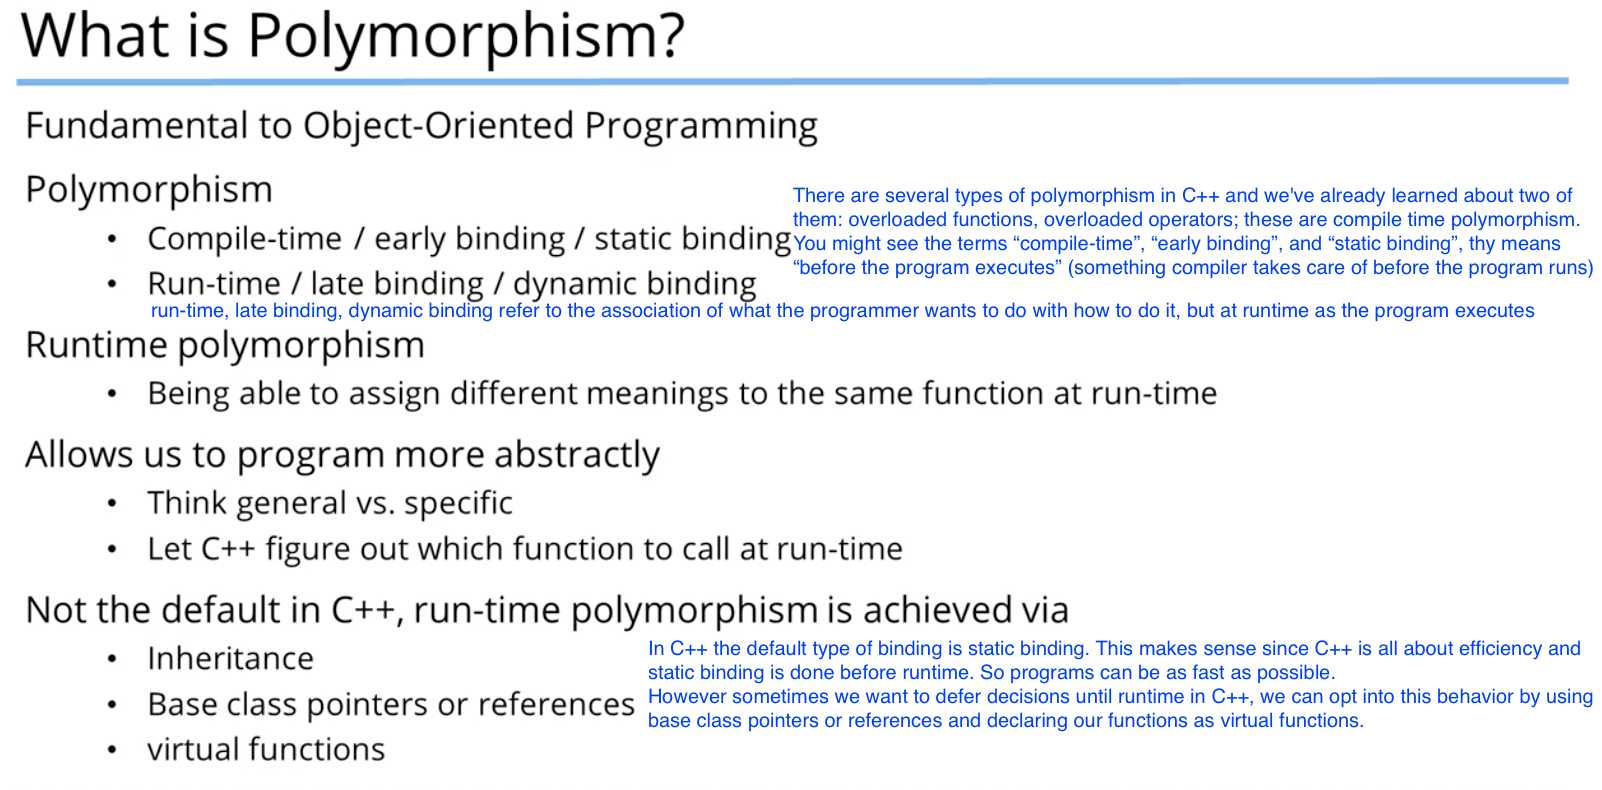 What is Polymorphism?
Fundamental to Object-Oriented Programming
Polymorphism
• Compile-time / early binding / static binding
• Run-time / late binding / dynamic binding
There are several types of polymorphism in C++ and we've already learned about two of
them: overloaded functions, overloaded operators; these are compile time polymorphism.
You might see the terms “compile-time”, “early binding”, and “static binding”, thy means
“before the program executes” (something compiler takes care of before the program runs)
run-time, late binding, dynamic binding refer to the association of what the programmer wants to do with how to do it, but at runtime as the program executes
Runtime polymorphism
• Being able to assign different meanings to the same function at run-time
Allows us to program more abstractly
• Think general vs. specific
• Let C++ figure out which function to call at run-time
Not the default in C++, run-time polymorphism is achieved via
• Inheritance
• Base class pointers or references
• virtual functions
In C++ the default type of binding is static binding. This makes sense since C++ is all about efficiency and
static binding is done before runtime. So programs can be as fast as possible.
However sometimes we want to defer decisions until runtime in C++, we can opt into this behavior by using
base class pointers or references and declaring our functions as virtual functions.